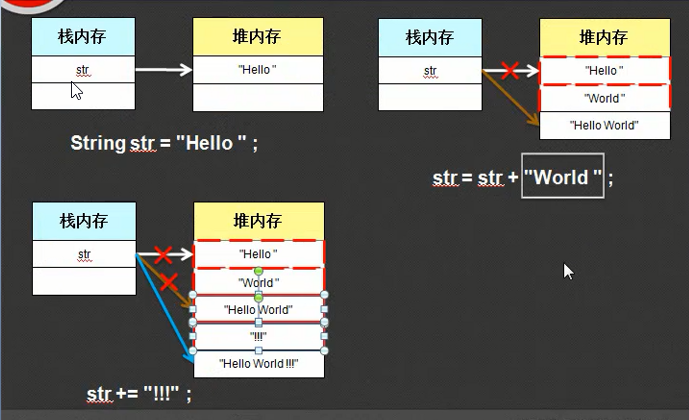 栈内存
堆内存
str
"Hello "
String str = "Hello " ;
栈内存
堆内存
str
"Hello "
"World "
"Hello World"
str = str + "World " ;
栈内存
堆内存
str
"Hello "
"World "
"Hello World"
"!!!"
"Hello World !!!"
str += "!!!" ;